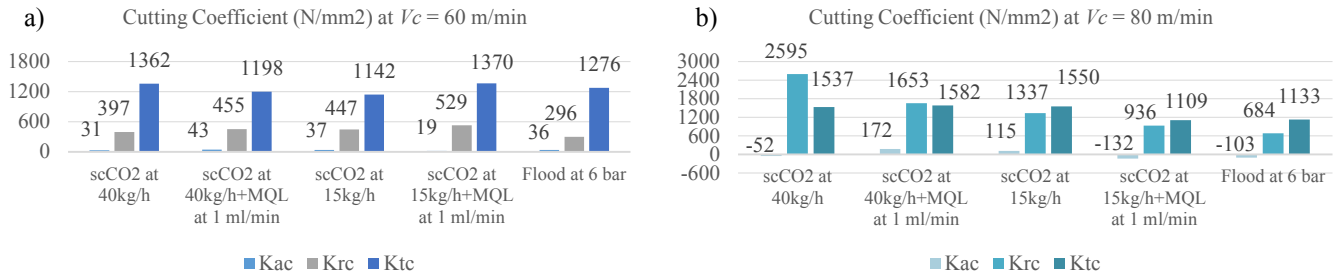 a)
Cutting Coefficient (N/mm2) at Vc = 60 m/min
1800
1200
600
0
31 397 1362
43 455 1198
37 447 1142
19 529 1370
36 296 1276
scCO2 at
40kg/h
scCO2 at
40kg/h+MQL
at 1 ml/min
scCO2 at
15kg/h
scCO2 at
15kg/h+MQL
at 1 ml/min
Flood at 6 bar
Kac Krc Ktc
b)
Cutting Coefficient (N/mm2) at Vc = 80 m/min
3000
2400
1800
1200
600
0
-600
-52 2595 1537
172 1653 1582
115 1337 1550
-132 936 1109
-103 684 1133
scCO2 at
40kg/h
scCO2 at
40kg/h+MQL
at 1 ml/min
scCO2 at
15kg/h
scCO2 at
15kg/h+MQL
at 1 ml/min
Flood at 6 bar
Kac Krc Ktc